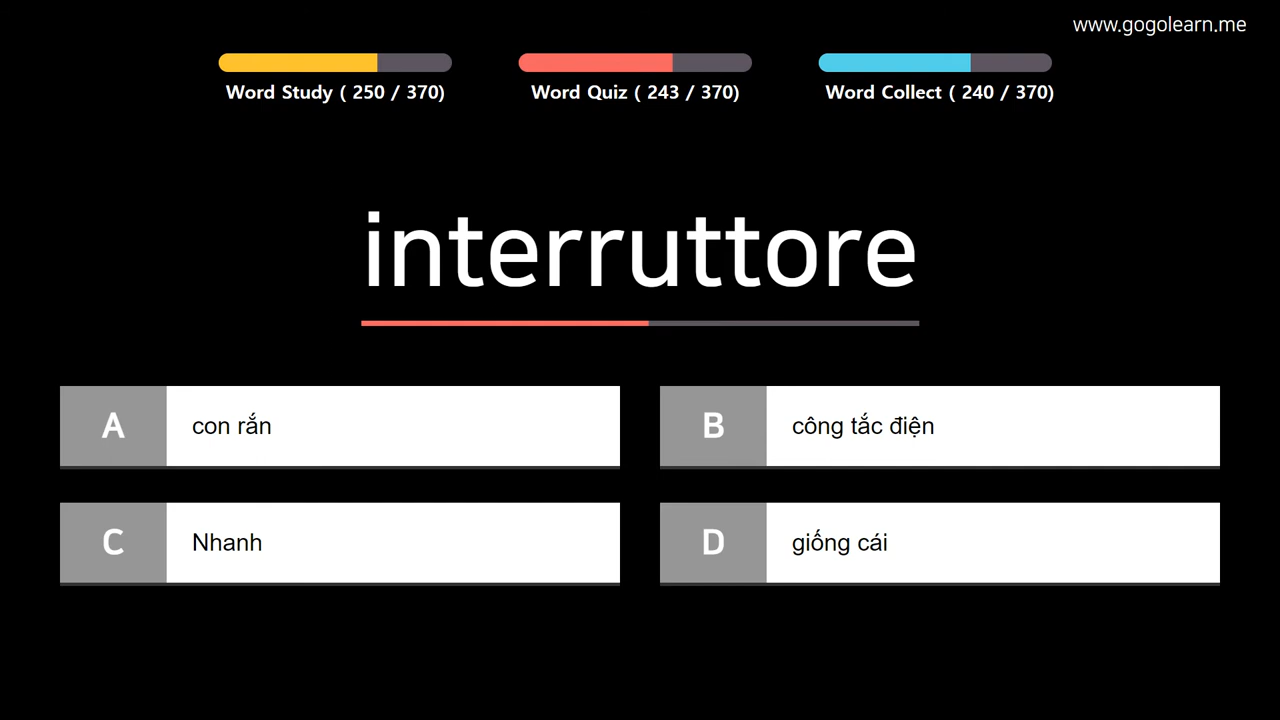 www.gogolearn.me
Word Study ( 250 / 370)
Word Quiz ( 243 / 370)
Word Collect ( 240 / 370)
interruttore
A con rắn
B công tắc điện
C Nhanh
D giống cái